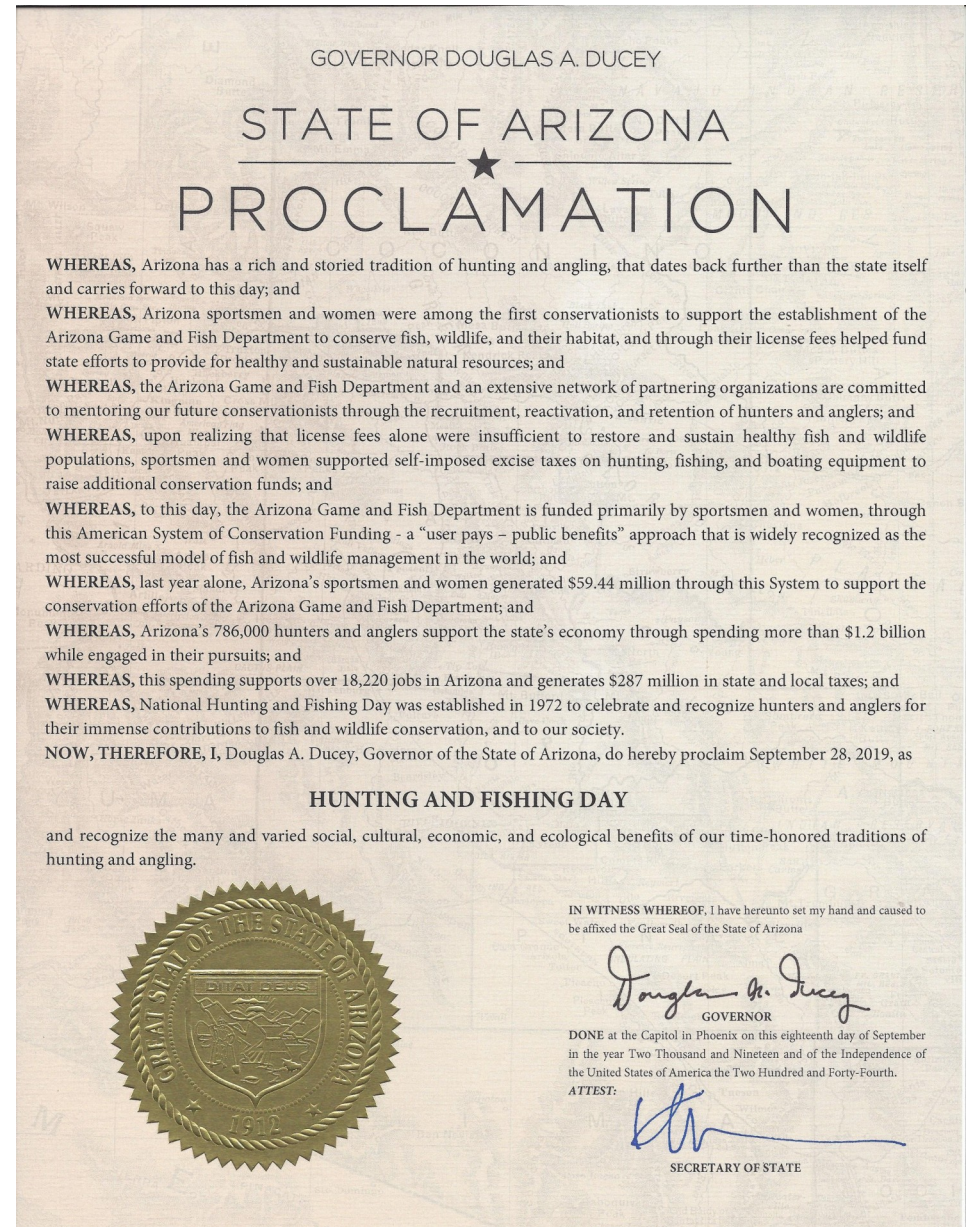 GOVERNOR DOUGLAS A. DUCEY
STATE OF ARIZONA
PROCLAMATION
WHEREAS, Arizona has a rich and storied tradition of hunting and angling, that dates back further than the state itself
and carries forward to this day; and
WHEREAS, Arizona sportsmen and women were among the first conservationists to support the establishment of the
Arizona Game and Fish Department to conserve fish, wildlife, and their habitat, and through their license fees helped fund
state efforts to provide for healthy and sustainable natural resources; and
WHEREAS, the Arizona Game and Fish Department and an extensive network of partnering organizations are committed
to mentoring our future conservationists through the recruitment, reactivation, and retention of hunters and anglers; and
WHEREAS, upon realizing that license fees alone were insufficient to restore and sustain healthy fish and wildlife
populations, sportsmen and women supported self-imposed excise taxes on hunting, fishing, and boating equipment to
raise additional conservation funds; and
WHEREAS, to this day, the Arizona Game and Fish Department is funded primarily by sportsmen and women, through
this American System of Conservation Funding - a “user pays – public benefits” approach that is widely recognized as the
most successful model of fish and wildlife management in the world; and
WHEREAS, last year alone, Arizona’s sportsmen and women generated $59.44 million through this System to support the
conservation efforts of the Arizona Game and Fish Department; and
WHEREAS, Arizona’s 786,000 hunters and anglers support the state’s economy through spending more than $1.2 billion
while engaged in their pursuits; and
WHEREAS, this spending supports over 18,220 jobs in Arizona and generates $287 million in state and local taxes; and
WHEREAS, National Hunting and Fishing Day was established in 1972 to celebrate and recognize hunters and anglers for
their immense contributions to fish and wildlife conservation, and to our society.
NOW, THEREFORE, I, Douglas A. Ducey, Governor of the State of Arizona, do hereby proclaim September 28, 2019, as
HUNTING AND FISHING DAY
and recognize the many and varied social, cultural, economic, and ecological benefits of our time-honored traditions of
hunting and angling.
GREAT SEAL OF THE STATE OF ARIZONA
DITAT DEUS
1912
IN WITNESS WHEREOF, I have hereunto set my hand and caused to
be affixed the Great Seal of the State of Arizona
Douglas A. Ducey
GOVERNOR
DONE at the Capitol in Phoenix on this eighteenth day of September
in the year Two Thousand and Nineteen and of the Independence of
the United States of America the Two Hundred and Forty-Fourth.
ATTEST:
SECRETARY OF STATE